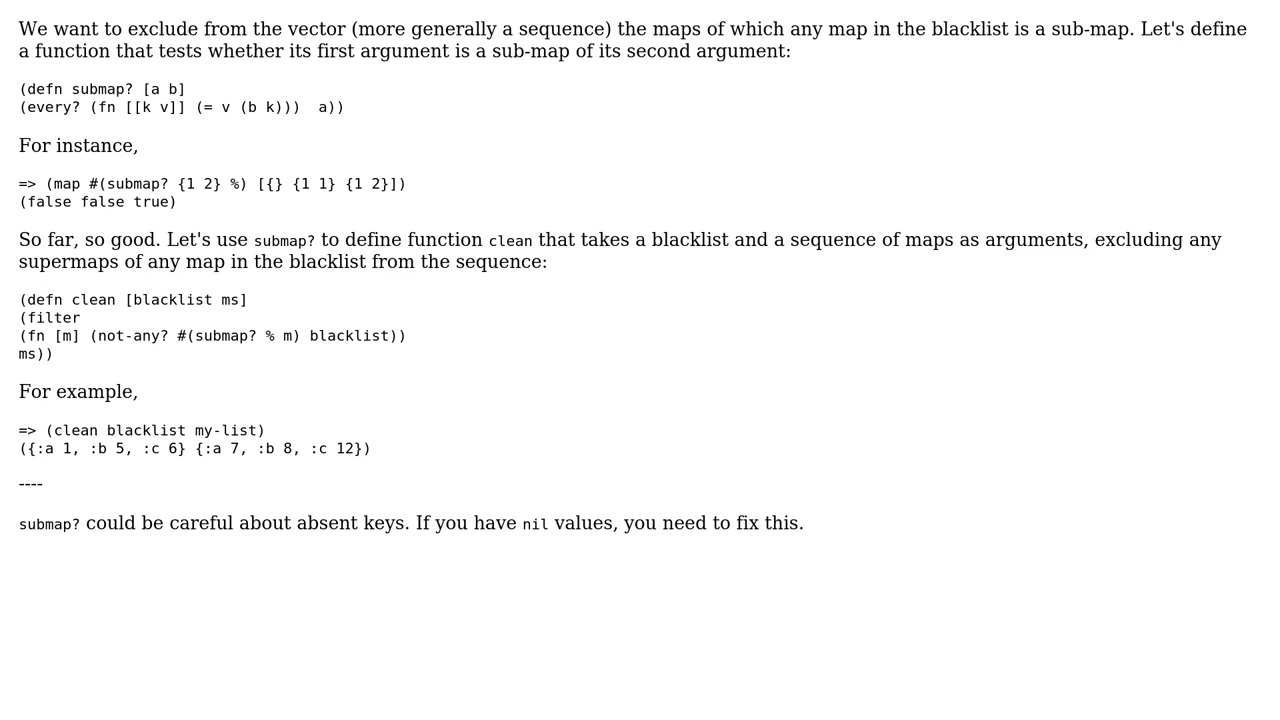 We want to exclude from the vector (more generally a sequence) the maps of which any map in the blacklist is a sub-map. Let's define
a function that tests whether its first argument is a sub-map of its second argument:
(defn submap? [a b]
(every? (fn [[k v]] (= v (b k)))  a))
For instance,
=> (map #(submap? {1 2} %) [{} {1 1} {1 2}])
(false false true)
So far, so good. Let's use submap? to define function clean that takes a blacklist and a sequence of maps as arguments, excluding any
supermaps of any map in the blacklist from the sequence:
(defn clean [blacklist ms]
(filter
(fn [m] (not-any? #(submap? % m) blacklist))
ms))
For example,
=> (clean blacklist my-list)
({:a 1, :b 5, :c 6} {:a 7, :b 8, :c 12})
----
submap? could be careful about absent keys. If you have nil values, you need to fix this.